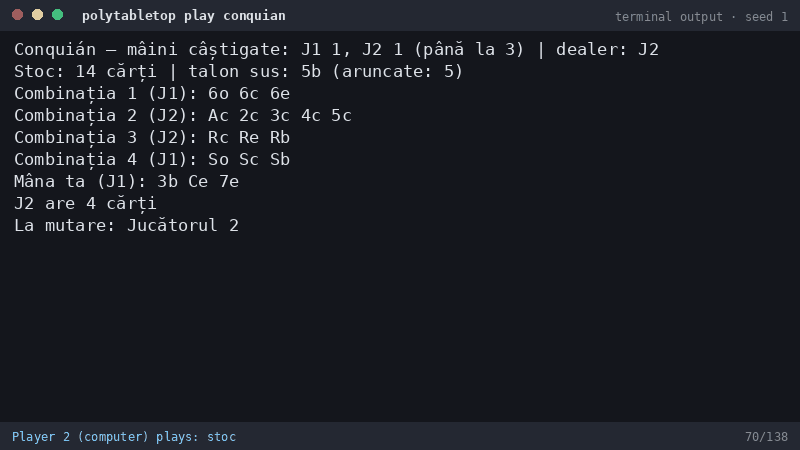 polytabletop play conquian
terminal output · seed 1
Conquián — mâini câștigate: J1 1, J2 1 (până la 3) | dealer: J2
Stoc: 14 cărți | talon sus: 5b (aruncate: 5)
Combinația 1 (J1): 6o 6c 6e
Combinația 2 (J2): Ac 2c 3c 4c 5c
Combinația 3 (J2): Rc Re Rb
Combinația 4 (J1): So Sc Sb
Mâna ta (J1): 3b Ce 7e
J2 are 4 cărți
La mutare: Jucătorul 2
Player 2 (computer) plays: stoc
70/138